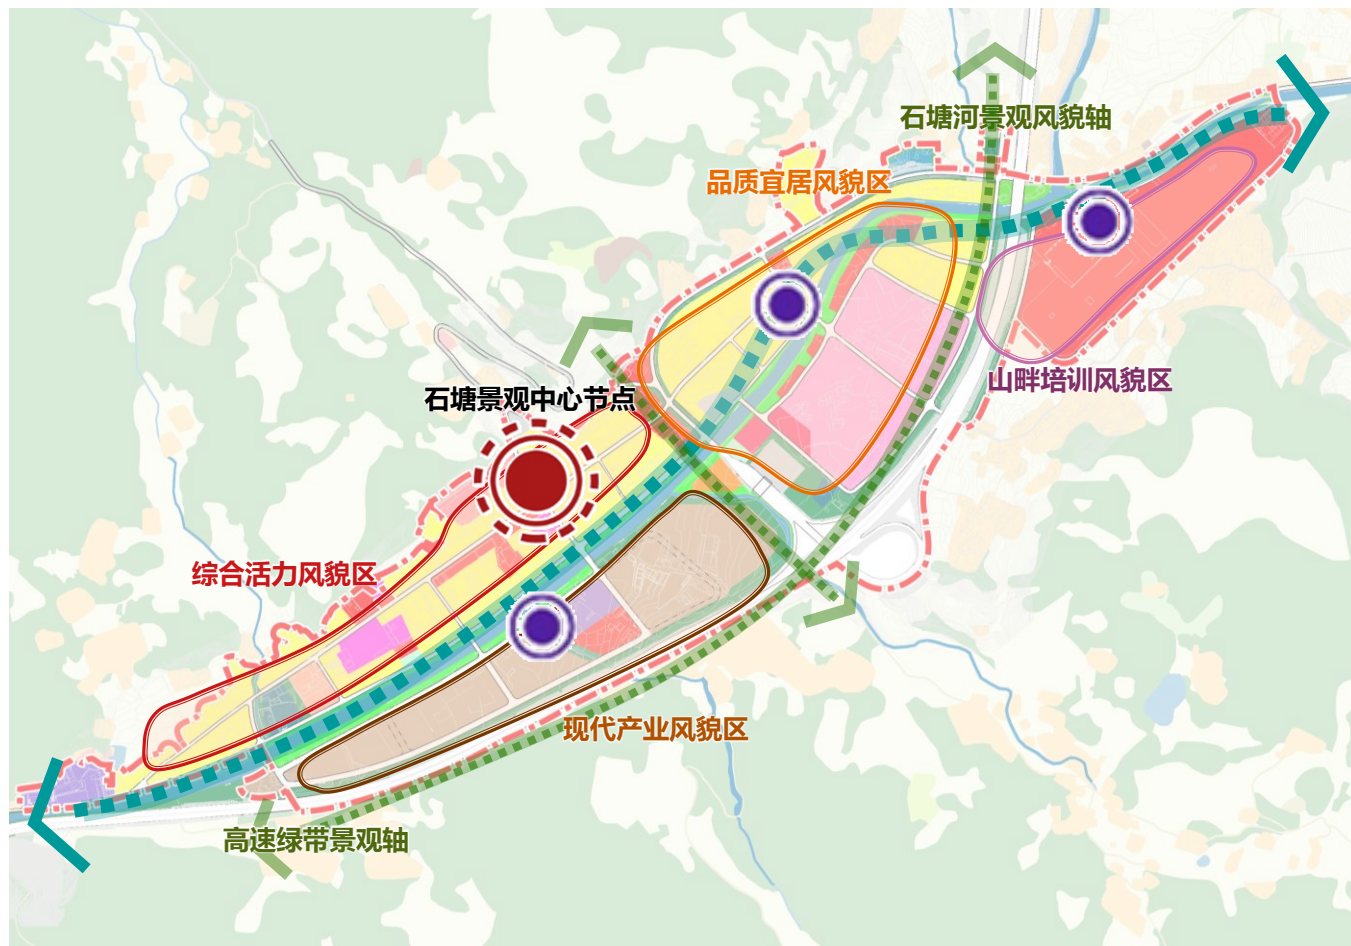 石塘河景观风貌轴
品质宜居风貌区
山畔培训风貌区
石塘景观中心节点
综合活力风貌区
现代产业风貌区
高速绿带景观轴